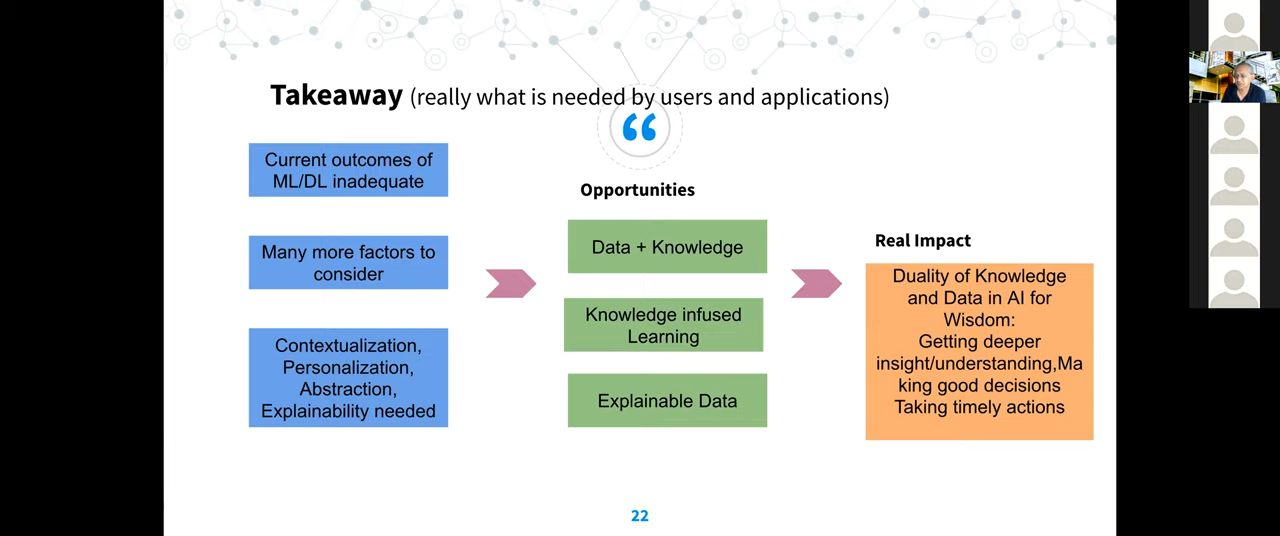 Takeaway (really what is needed by users and applications)
“
Current outcomes of
ML/DL inadequate
Many more factors to
consider
Contextualization,
Personalization,
Abstraction,
Explainability needed
Opportunities
Data + Knowledge
Knowledge infused
Learning
Explainable Data
Real Impact
Duality of Knowledge
and Data in AI for
Wisdom:
Getting deeper
insight/understanding,Ma
king good decisions
Taking timely actions
22